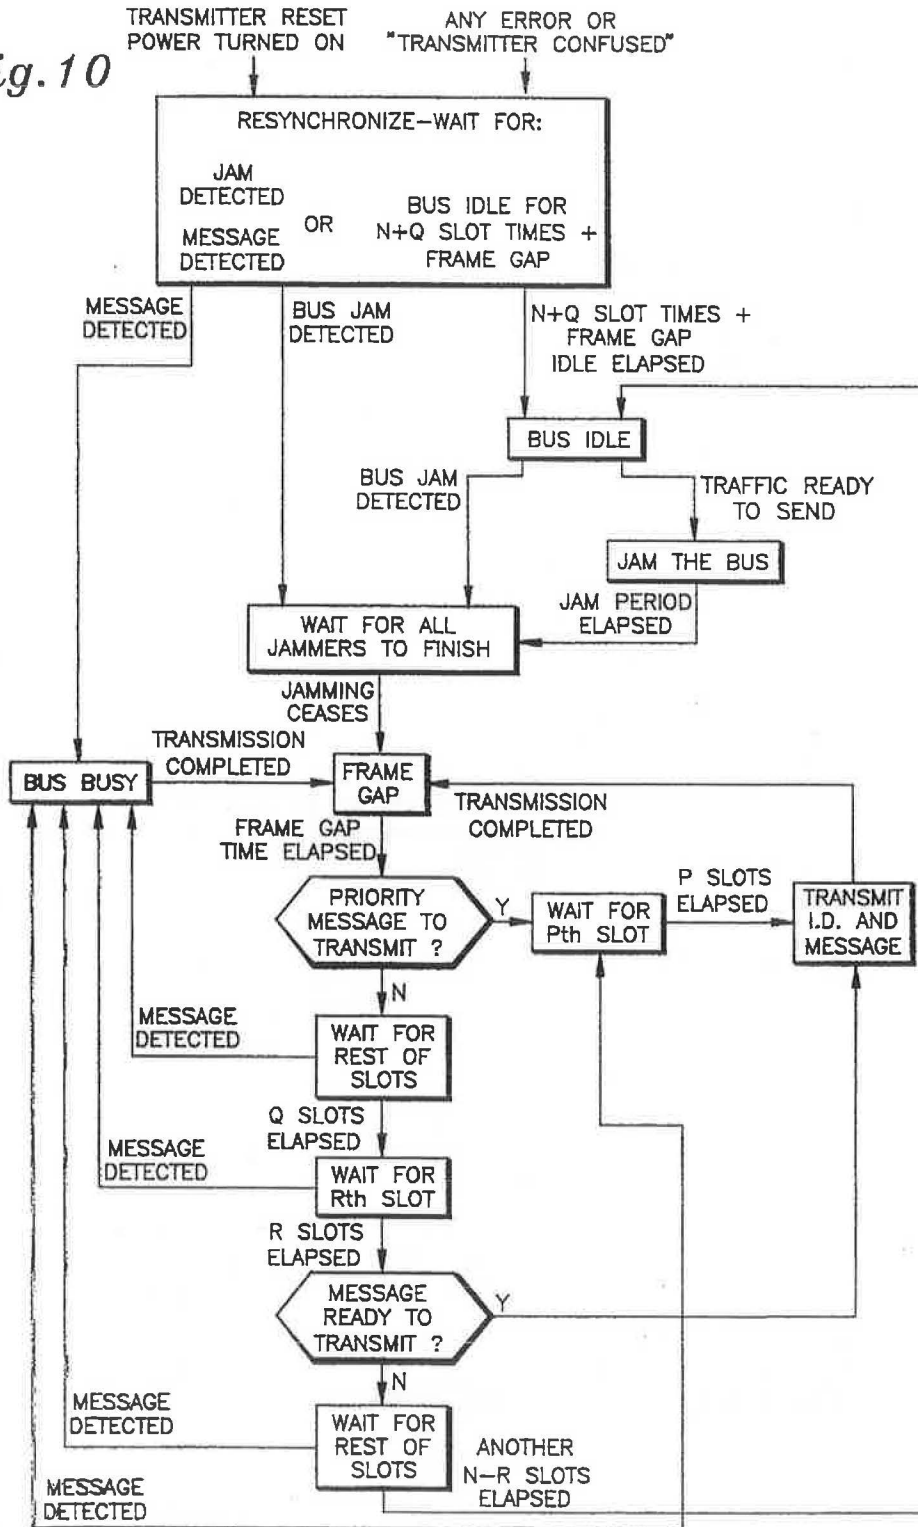 TRANSMITTER RESET
POWER TURNED ON
ANY ERROR OR
"TRANSMITTER CONFUSED"
ig.10
RESYNCHRONIZE-WAIT FOR:
JAM
DETECTED
OR
MESSAGE
DETECTED
BUS IDLE FOR
N+Q SLOT TIMES +
FRAME GAP
MESSAGE
DETECTED
BUS JAM
DETECTED
N+Q SLOT TIMES +
FRAME GAP
IDLE ELAPSED
BUS IDLE
BUS JAM
DETECTED
TRAFFIC READY
TO SEND
JAM THE BUS
JAM PERIOD
ELAPSED
WAIT FOR ALL
JAMMERS TO FINISH
JAMMING
CEASES
BUS BUSY
TRANSMISSION
COMPLETED
FRAME
GAP
TRANSMISSION
COMPLETED
FRAME GAP
TIME ELAPSED
PRIORITY
MESSAGE TO
TRANSMIT ?
Y
WAIT FOR
Pth SLOT
P SLOTS
ELAPSED
TRANSMIT
I.D. AND
MESSAGE
N
MESSAGE
DETECTED
WAIT FOR
REST OF
SLOTS
Q SLOTS
ELAPSED
MESSAGE
DETECTED
WAIT FOR
Rth SLOT
R SLOTS
ELAPSED
MESSAGE
READY TO
TRANSMIT ?
Y
N
MESSAGE
DETECTED
WAIT FOR
REST OF
SLOTS
ANOTHER
N-R SLOTS
ELAPSED
MESSAGE
DETECTED